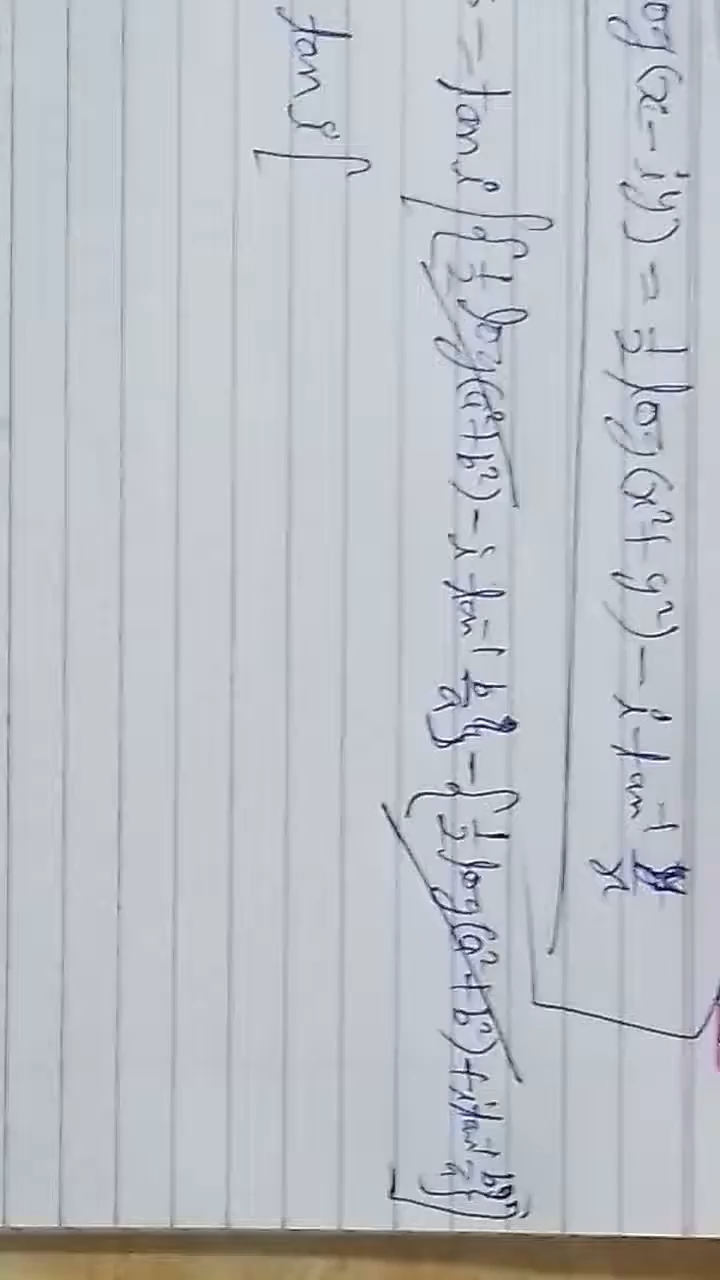 og(x - iy) = 1/2 log(x² + y²) - i tan⁻¹ y/x
= tan i [{1/2 log(a² + b²) - i tan⁻¹ b/a} - {1/2 log(a² + b²) + i tan⁻¹ b/a}]
tan i [